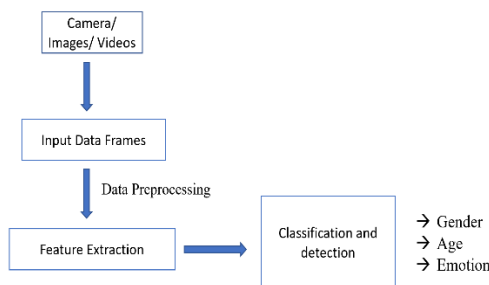 Camera/
Images/ Videos
Input Data Frames
Data Preprocessing
Feature Extraction
Classification and
detection
→ Gender
→ Age
→ Emotion